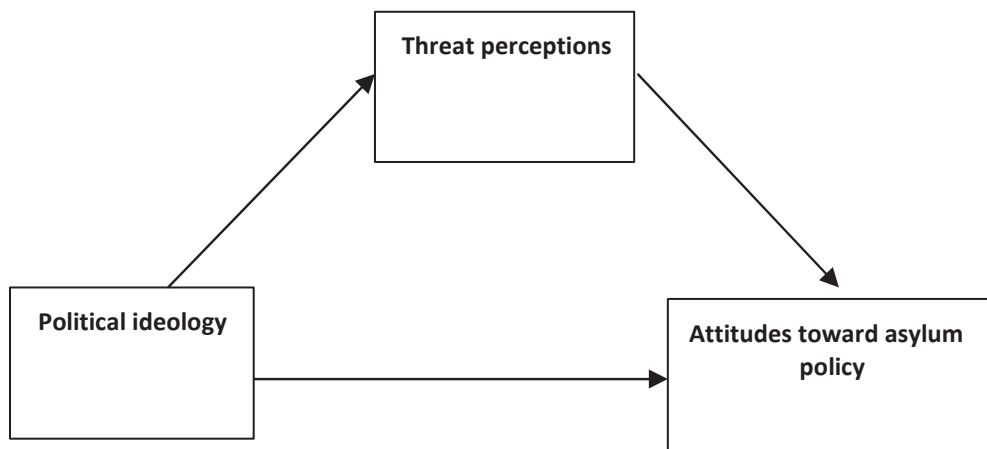 Threat perceptions
Political ideology
Attitudes toward asylum
policy